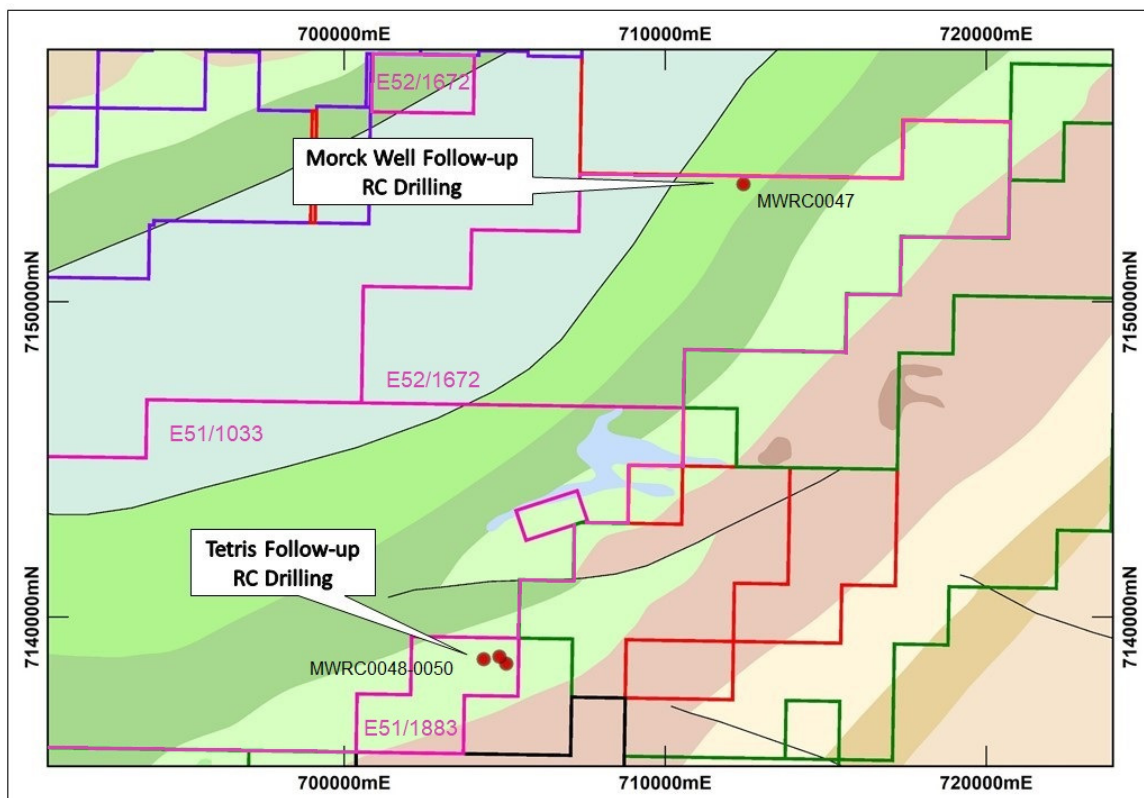 700000mE
710000mE
720000mE
E52/1672
Morck Well Follow-up
RC Drilling
MWRC0047
7150000mN
7150000mN
E52/1672
E51/1033
Tetris Follow-up
RC Drilling
7140000mN
7140000mN
MWRC0048-0050
E51/1883
700000mE
710000mE
720000mE